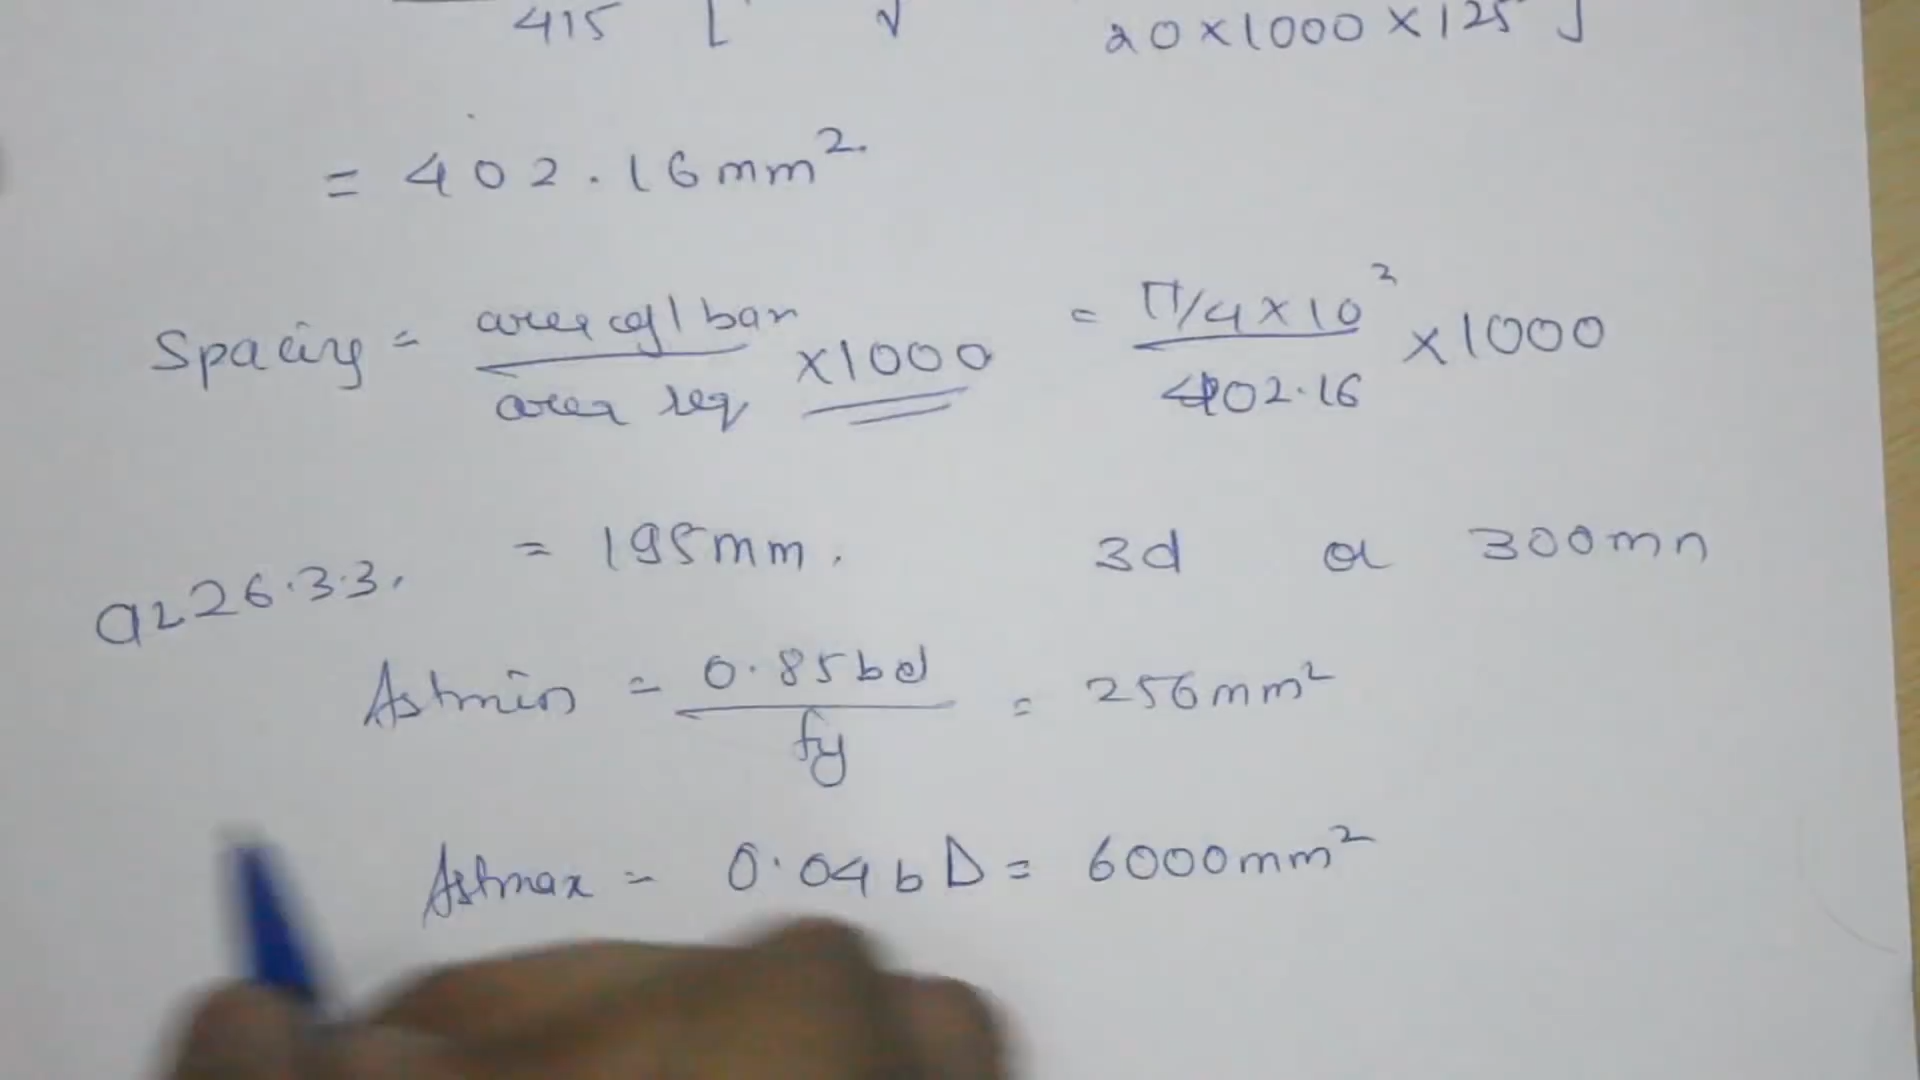 415 [ √ 20×1000×125 ]
= 402.16mm²
Spacing = area of 1 bar / area req ×1000 = π/4×10² / 402.16 ×1000
= 195mm. 3d or 300mm
CL 26.3.3.
Astmin = 0.85bd / fy = 256mm²
Astmax = 0.04bD = 6000mm²